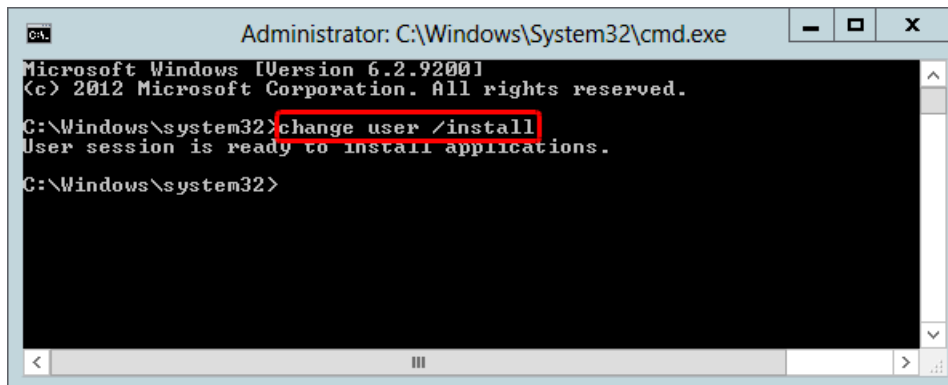 Administrator: C:\Windows\System32\cmd.exe
Microsoft Windows [Version 6.2.9200]
(c) 2012 Microsoft Corporation. All rights reserved.
C:\Windows\system32>change user /install
User session is ready to install applications.
C:\Windows\system32>